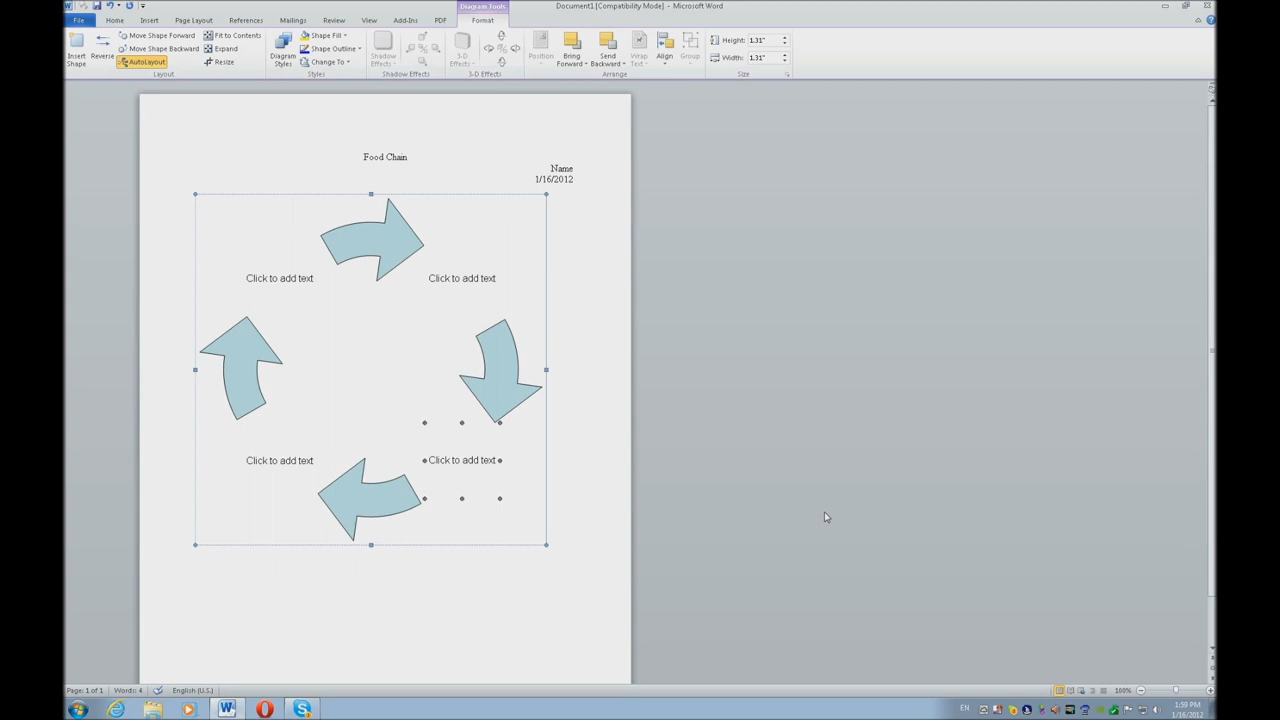 Document1 [Compatibility Mode] - Microsoft Word
Diagram Tools
File Home Insert Page Layout References Mailings Review View Add-Ins PDF Format
Insert Shape
Reverse
Move Shape Forward
Move Shape Backward
AutoLayout
Fit to Contents
Expand
Resize
Layout
Diagram Styles
Shape Fill
Shape Outline
Change To
Styles
Shadow Effects
Shadow Effects
3-D Effects
3-D Effects
Position
Bring Forward
Send Backward
Wrap Text
Align
Group
Arrange
Height: 1.31"
Width: 1.31"
Size
Food Chain
Name
1/16/2012
Click to add text
Click to add text
Click to add text
Click to add text
Page: 1 of 1 Words: 4 English (U.S.) 100%
EN
1:59 PM
1/16/2012